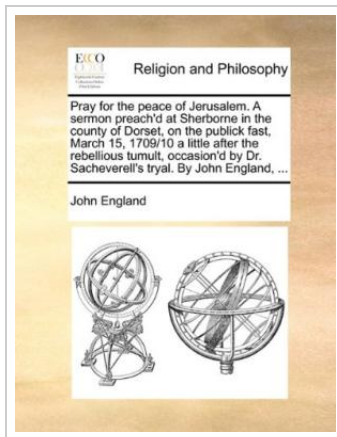 ECCO
Religion and Philosophy
Pray for the peace of Jerusalem. A
sermon preach'd at Sherborne in the
county of Dorset, on the publick fast,
March 15, 1709/10 a little after the
rebellious tumult, occasion'd by Dr.
Sacheverell's tryal. By John England, ...
John England